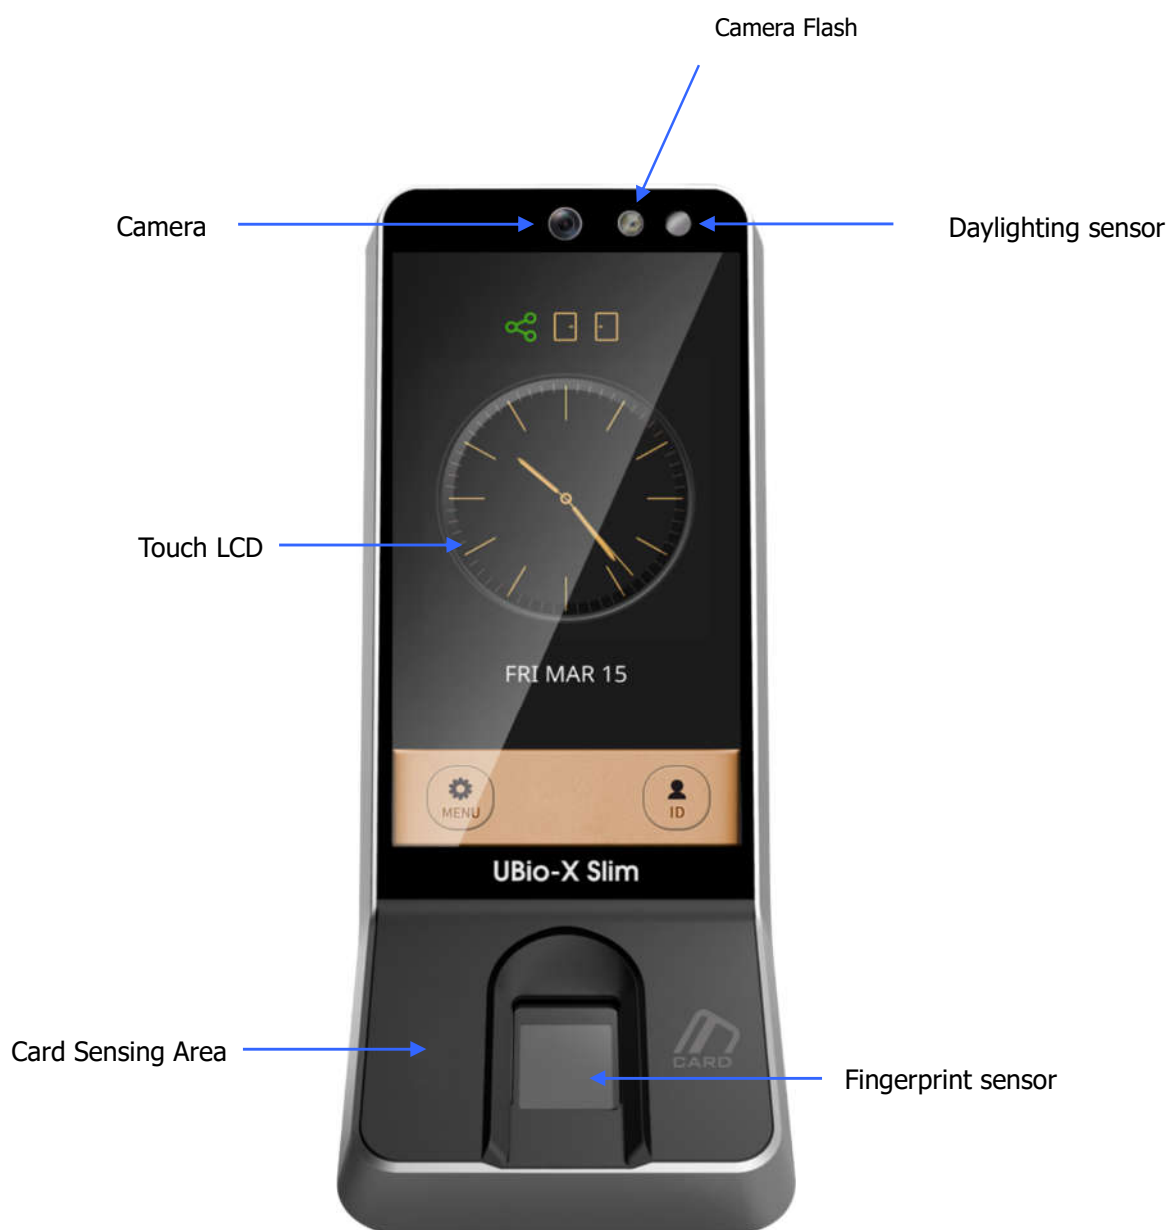 Camera Flash
Camera
Daylighting sensor
Touch LCD
FRI MAR 15
MENU
ID
UBio-X Slim
Card Sensing Area
CARD
Fingerprint sensor